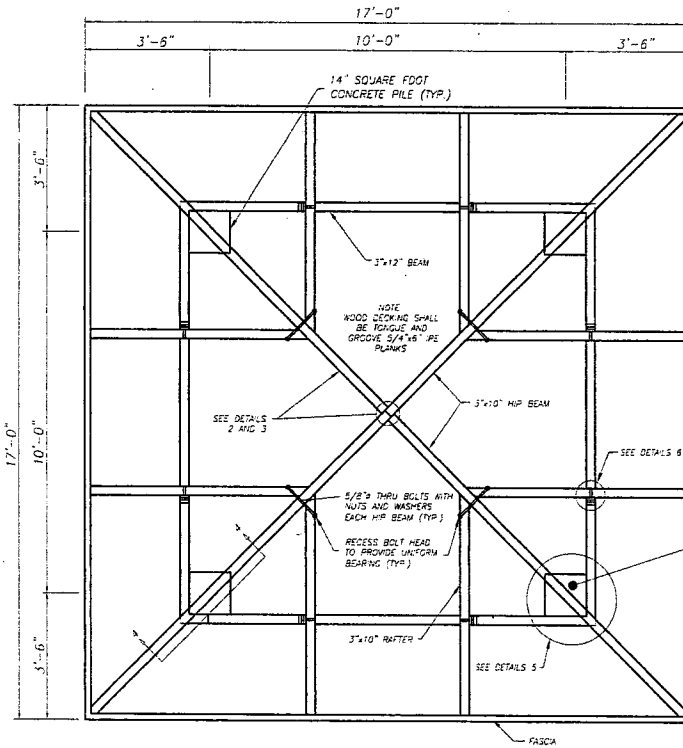 17'-0"
3'-6"
10'-0"
3'-6"
14" SQUARE FOOT
CONCRETE PILE (TYP.)
3'-0"
3"x12" BEAM
NOTE
WOOD DECKING SHALL
BE TONGUE AND
GROOVE 5/4"x6" IPE
PLANKS
17'-0"
10'-0"
SEE DETAILS
2 AND 3
3"x10" HIP BEAM
SEE DETAILS 6
5/8"ø THRU BOLTS WITH
NUTS AND WASHERS
EACH HIP BEAM (TYP.)
RECESS BOLT HEAD
TO PROVIDE UNIFORM
BEARING (TYP.)
3'-6"
3"x10" RAFTER
SEE DETAILS 5
FASCIA